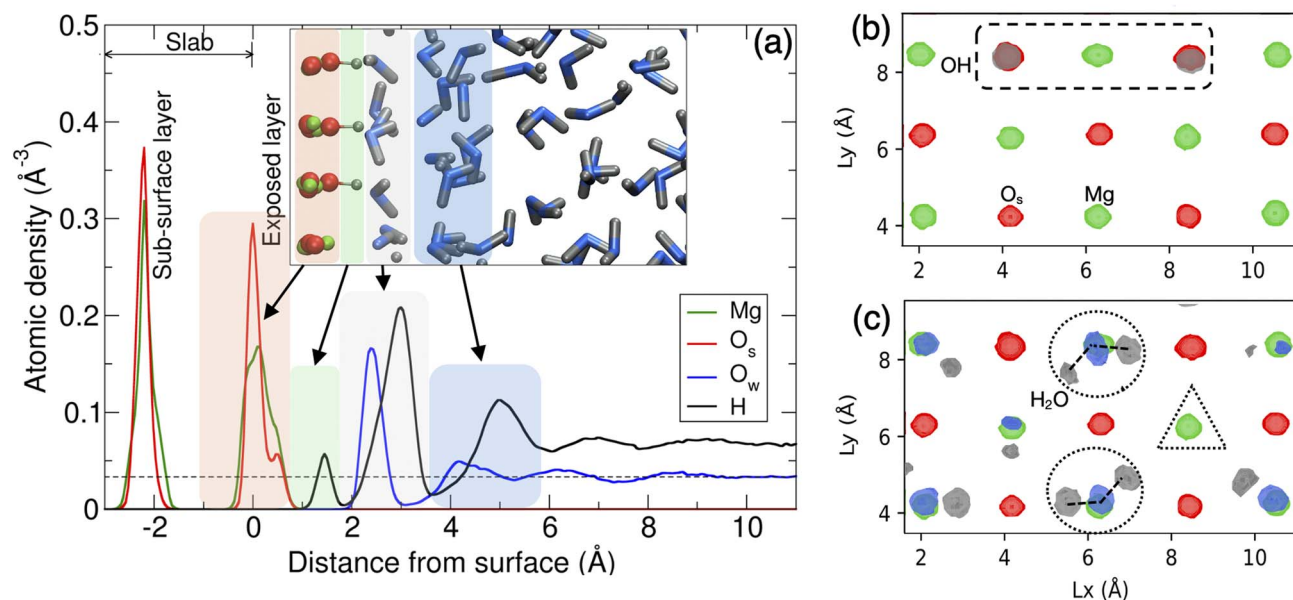 (a)
Slab
Sub-surface layer
Exposed layer
0.5
0.4
0.3
0.2
0.1
0
Atomic density (Å⁻³)
-2 0 2 4 6 8 10
Distance from surface (Å)
Mg
Oₛ
O_w
H
(b)
OH
Oₛ Mg
8
6
4
Ly (Å)
2 4 6 8 10
(c)
H₂O
8
6
4
Ly (Å)
2 4 6 8 10
Lx (Å)